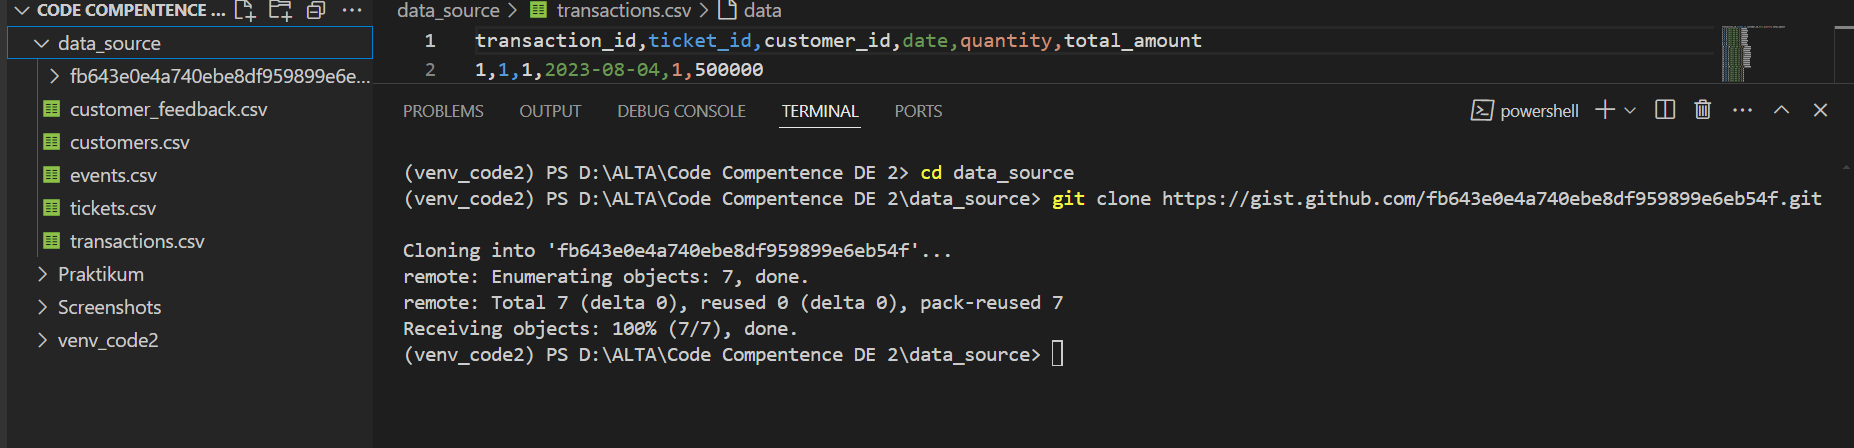 CODE COMPENTENCE ...
data_source
fb643e0e4a740ebe8df959899e6e...
customer_feedback.csv
customers.csv
events.csv
tickets.csv
transactions.csv
Praktikum
Screenshots
venv_code2
data_source > transactions.csv > data
1 transaction_id,ticket_id,customer_id,date,quantity,total_amount
2 1,1,1,2023-08-04,1,500000
PROBLEMS OUTPUT DEBUG CONSOLE TERMINAL PORTS
powershell
(venv_code2) PS D:\ALTA\Code Compentence DE 2> cd data_source
(venv_code2) PS D:\ALTA\Code Compentence DE 2\data_source> git clone https://gist.github.com/fb643e0e4a740ebe8df959899e6eb54f.git
Cloning into 'fb643e0e4a740ebe8df959899e6eb54f'...
remote: Enumerating objects: 7, done.
remote: Total 7 (delta 0), reused 0 (delta 0), pack-reused 7
Receiving objects: 100% (7/7), done.
(venv_code2) PS D:\ALTA\Code Compentence DE 2\data_source>